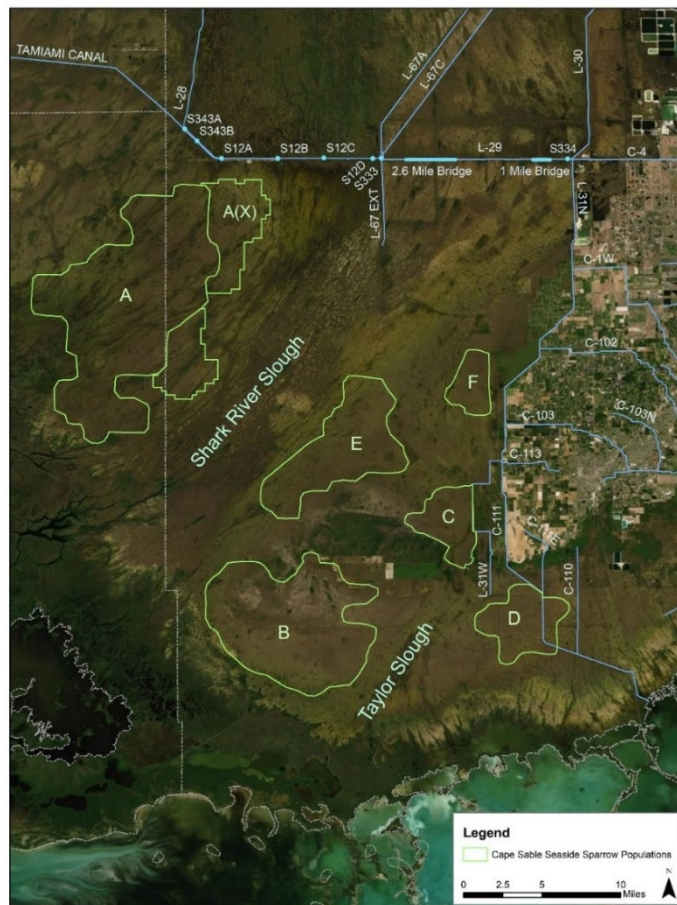 TAMIAMI CANAL
L-28
L-67A
L-67C
L-30
S343A
S343B
S12A
S12B
S12C
S12D
S333
L-29
S334
C-4
2.6 Mile Bridge
1 Mile Bridge
L-67 EXT
L-31N
A(X)
A
C-1W
Shark River Slough
F
C-102
C-103
C-103N
E
C-113
C
C-111
C-111E
L-31W
C-110
B
D
Taylor Slough
Legend
Cape Sable Seaside Sparrow Populations
N
0 2.5 5 10
Miles